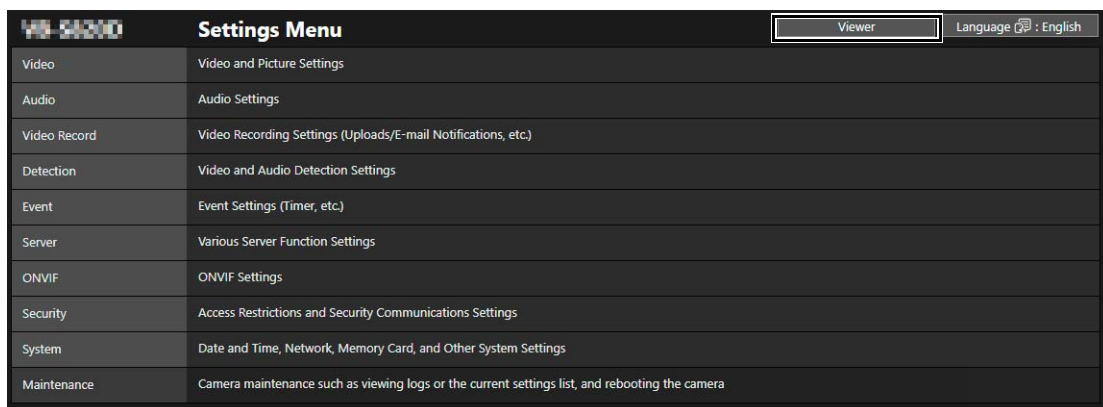 Settings Menu
Viewer
Language : English
Video Video and Picture Settings
Audio Audio Settings
Video Record Video Recording Settings (Uploads/E-mail Notifications, etc.)
Detection Video and Audio Detection Settings
Event Event Settings (Timer, etc.)
Server Various Server Function Settings
ONVIF ONVIF Settings
Security Access Restrictions and Security Communications Settings
System Date and Time, Network, Memory Card, and Other System Settings
Maintenance Camera maintenance such as viewing logs or the current settings list, and rebooting the camera